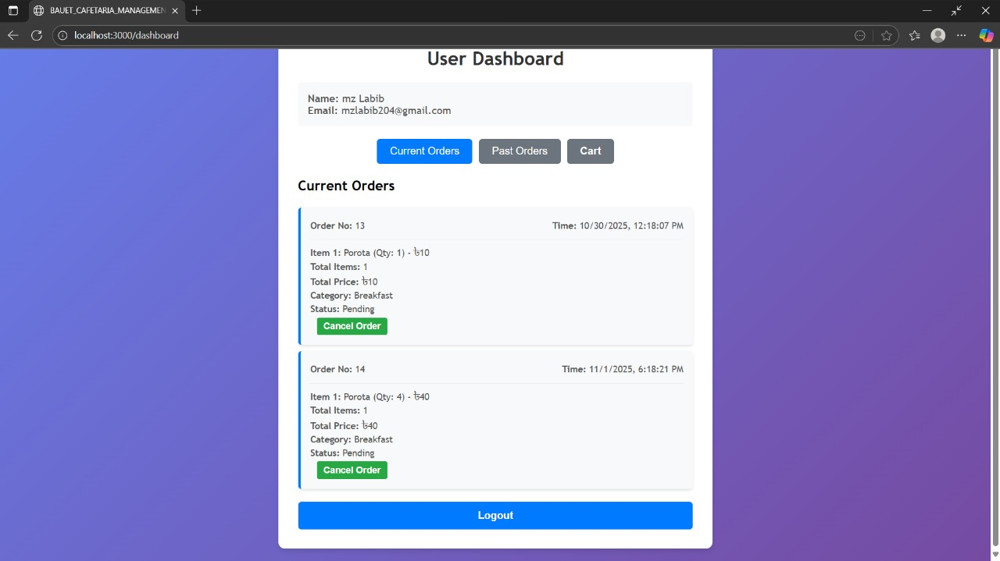 BAUET_CAFETARIA_MANAGEMEN
localhost:3000/dashboard
User Dashboard
Name: mz Labib
Email: mzlabib204@gmail.com
Current Orders
Past Orders
Cart
Current Orders
Order No: 13
Time: 10/30/2025, 12:18:07 PM
Item 1: Porota (Qty: 1) - ৳10
Total Items: 1
Total Price: ৳10
Category: Breakfast
Status: Pending
Cancel Order
Order No: 14
Time: 11/1/2025, 6:18:21 PM
Item 1: Porota (Qty: 4) - ৳40
Total Items: 1
Total Price: ৳40
Category: Breakfast
Status: Pending
Cancel Order
Logout